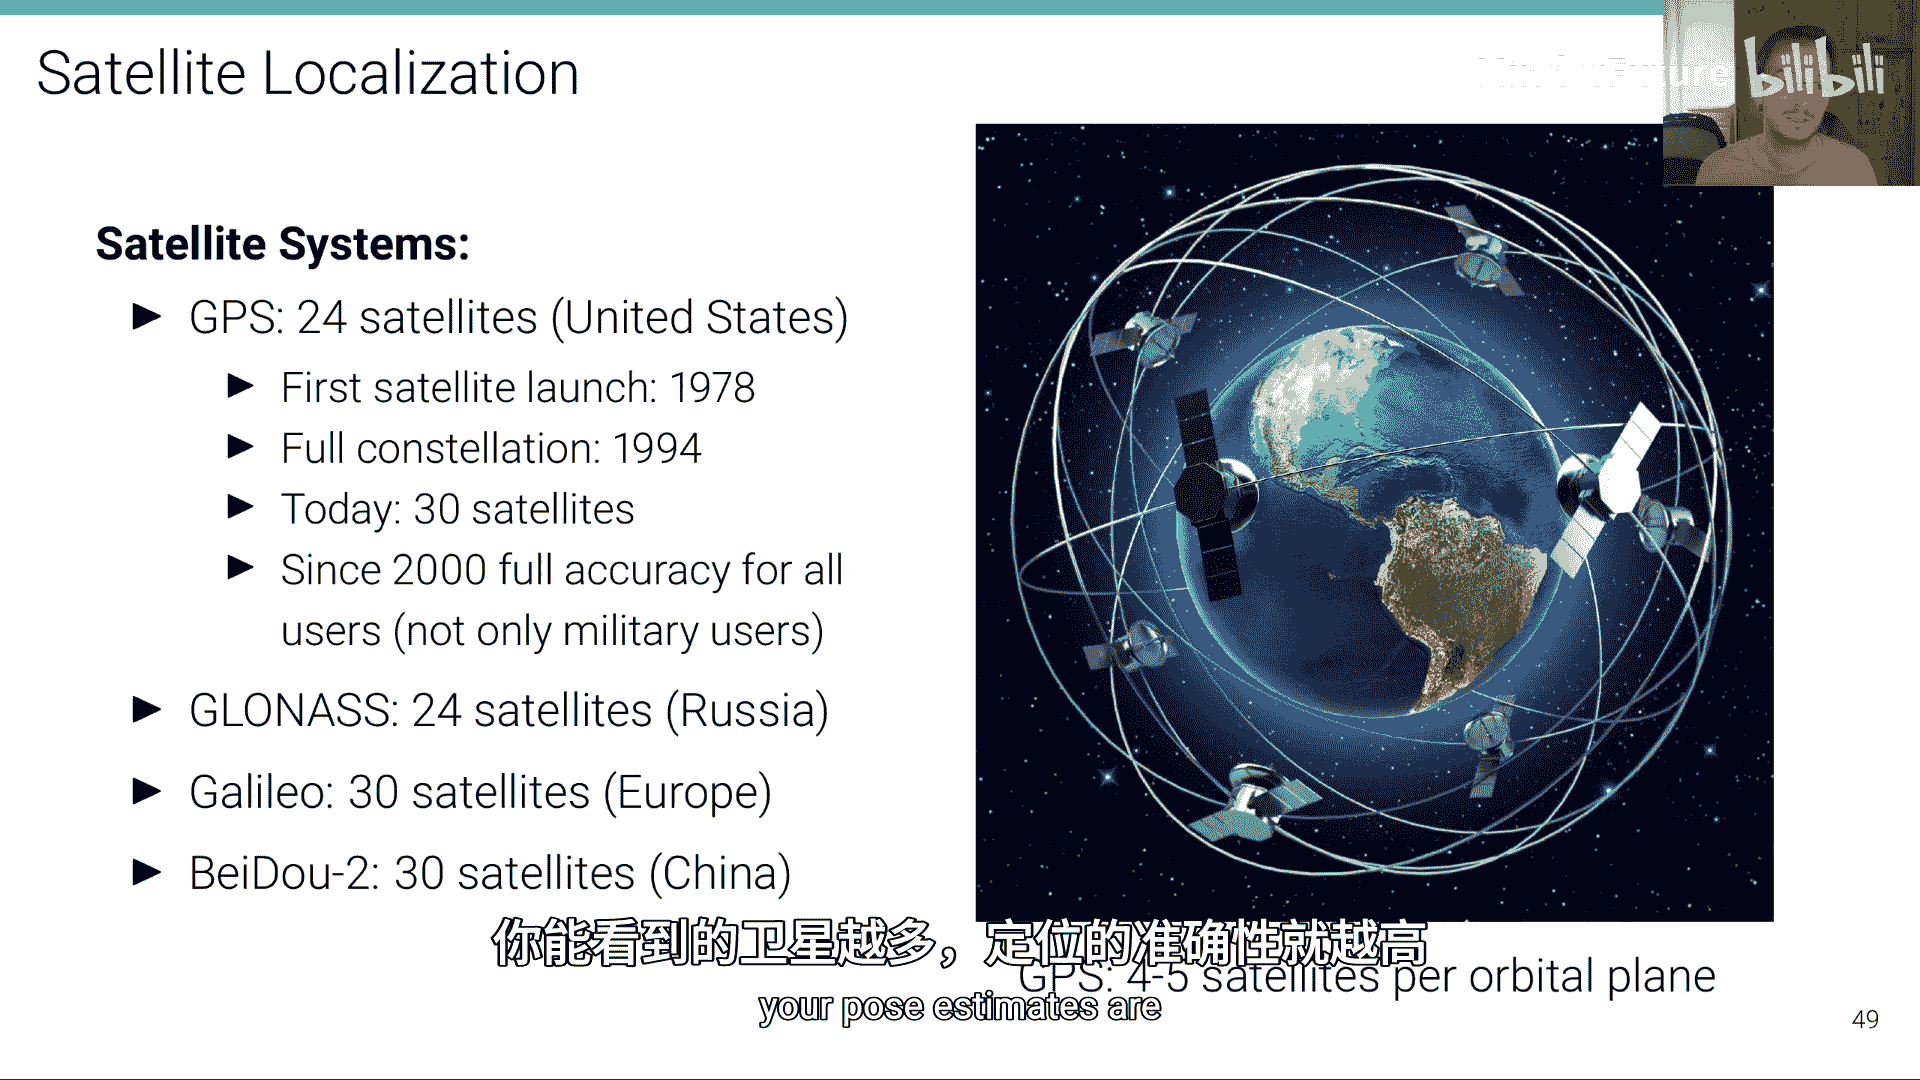 Satellite Localization
bilibili
Satellite Systems:
GPS: 24 satellites (United States)
First satellite launch: 1978
Full constellation: 1994
Today: 30 satellites
Since 2000 full accuracy for all
users (not only military users)
GLONASS: 24 satellites (Russia)
Galileo: 30 satellites (Europe)
BeiDou-2: 30 satellites (China)
GPS: 4-5 satellites per orbital plane
你能看到的卫星越多，定位的准确性就越高
your pose estimates are
49